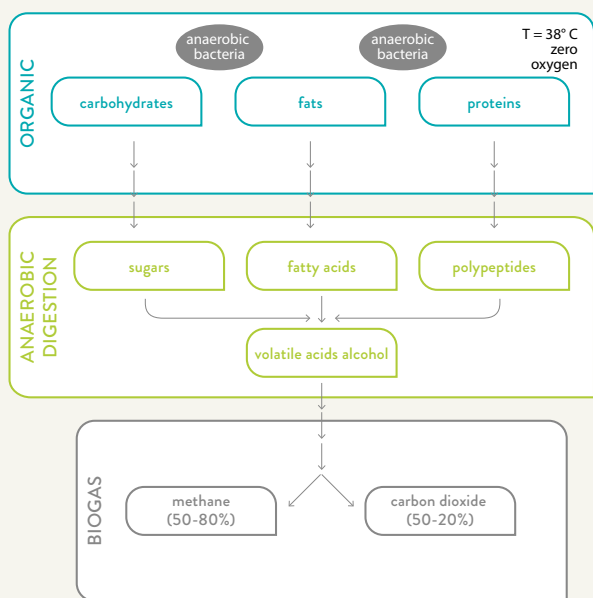 anaerobic
bacteria
anaerobic
bacteria
T = 38° C
zero
oxygen
ORGANIC
carbohydrates
fats
proteins
ANAEROBIC
DIGESTION
sugars
fatty acids
polypeptides
volatile acids alcohol
BIOGAS
methane
(50-80%)
carbon dioxide
(50-20%)